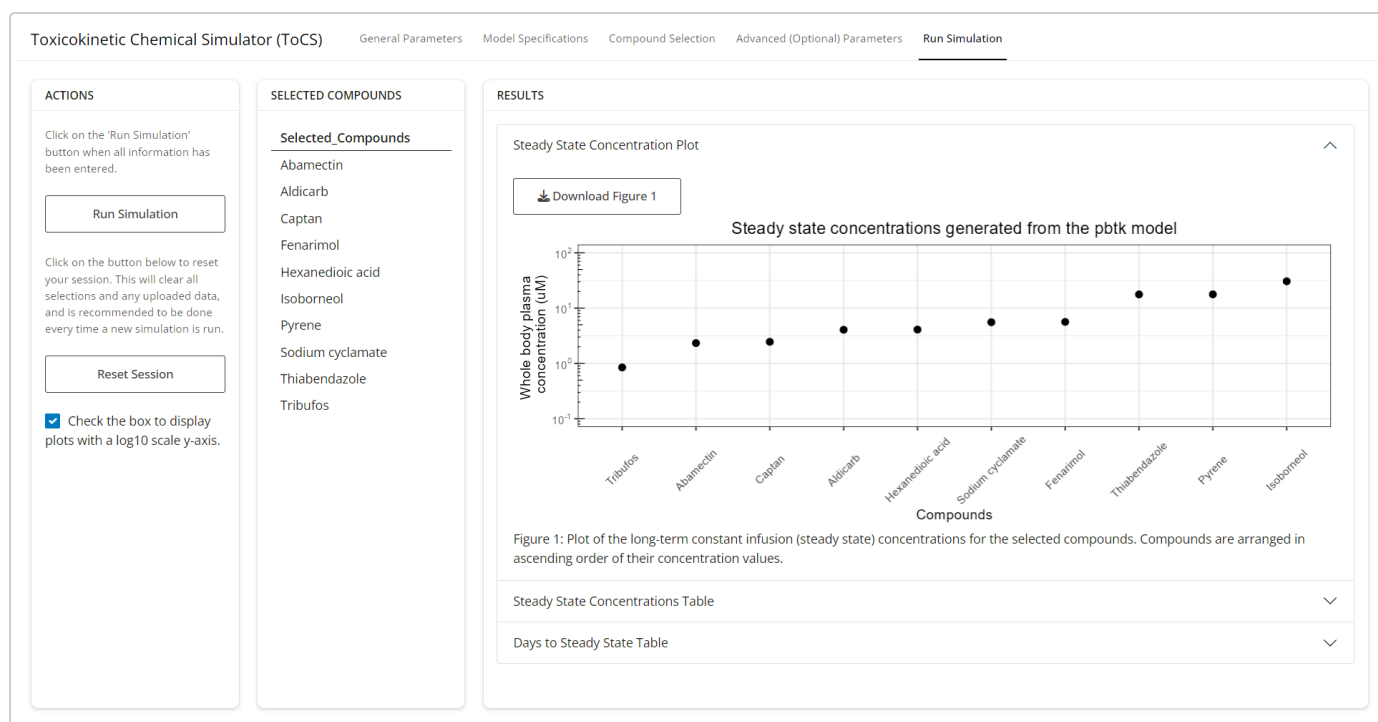 Toxicokinetic Chemical Simulator (ToCS) General Parameters Model Specifications Compound Selection Advanced (Optional) Parameters Run Simulation
ACTIONS
Click on the 'Run Simulation'
button when all information has
been entered.
Run Simulation
Click on the button below to reset
your session. This will clear all
selections and any uploaded data,
and is recommended to be done
every time a new simulation is run.
Reset Session
Check the box to display
plots with a log10 scale y-axis.
SELECTED COMPOUNDS
Selected_Compounds
Abamectin
Aldicarb
Captan
Fenarimol
Hexanedioic acid
Isoborneol
Pyrene
Sodium cyclamate
Thiabendazole
Tribufos
RESULTS
Steady State Concentration Plot
Download Figure 1
Steady state concentrations generated from the pbtk model
Whole body plasma
concentration (uM)
10²
10¹
10⁰
10⁻¹
Tribufos
Abamectin
Captan
Aldicarb
Hexanedioic acid
Sodium cyclamate
Fenarimol
Thiabendazole
Pyrene
Isoborneol
Compounds
Figure 1: Plot of the long-term constant infusion (steady state) concentrations for the selected compounds. Compounds are arranged in
ascending order of their concentration values.
Steady State Concentrations Table
Days to Steady State Table